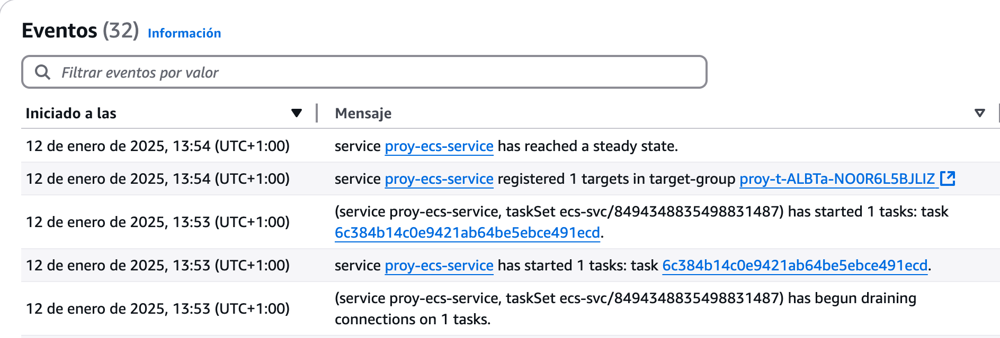 Eventos (32) Información
Filtrar eventos por valor
Iniciado a las Mensaje
12 de enero de 2025, 13:54 (UTC+1:00) service proy-ecs-service has reached a steady state.
12 de enero de 2025, 13:54 (UTC+1:00) service proy-ecs-service registered 1 targets in target-group proy-t-ALBTa-NO0R6L5BJLIZ
12 de enero de 2025, 13:53 (UTC+1:00) (service proy-ecs-service, taskSet ecs-svc/8494348835498831487) has started 1 tasks: task
6c384b14c0e9421ab64be5ebce491ecd.
12 de enero de 2025, 13:53 (UTC+1:00) service proy-ecs-service has started 1 tasks: task 6c384b14c0e9421ab64be5ebce491ecd.
12 de enero de 2025, 13:53 (UTC+1:00) (service proy-ecs-service, taskSet ecs-svc/8494348835498831487) has begun draining
connections on 1 tasks.